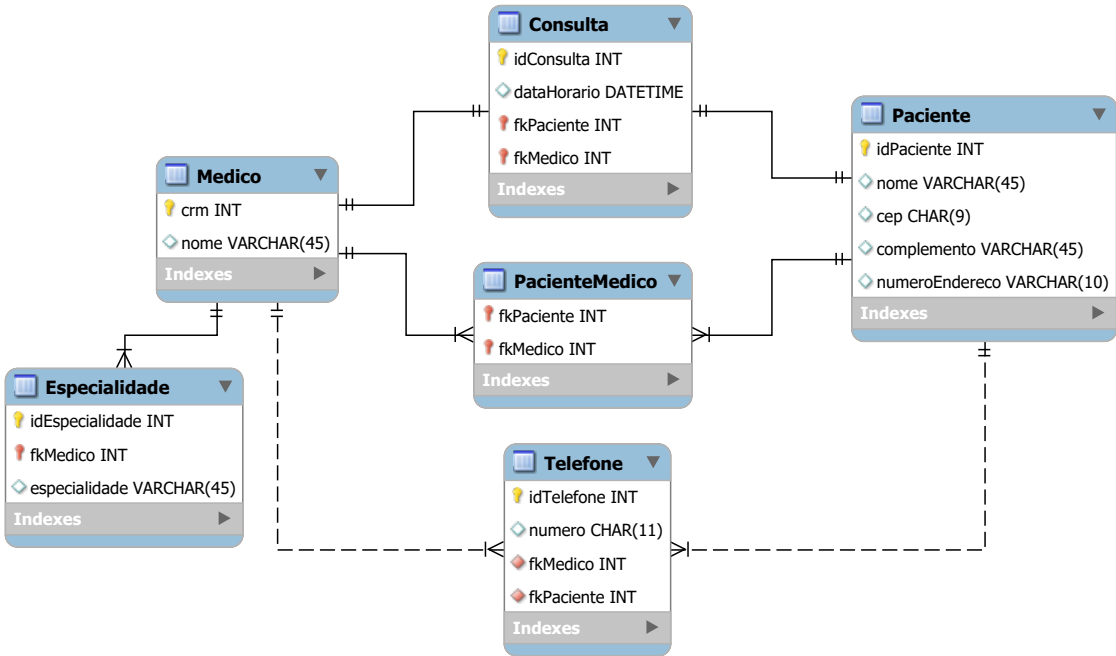 Consulta
idConsulta INT
dataHorario DATETIME
fkPaciente INT
fkMedico INT
Indexes
Paciente
idPaciente INT
nome VARCHAR(45)
cep CHAR(9)
complemento VARCHAR(45)
numeroEndereco VARCHAR(10)
Indexes
Medico
crm INT
nome VARCHAR(45)
Indexes
PacienteMedico
fkPaciente INT
fkMedico INT
Indexes
Especialidade
idEspecialidade INT
fkMedico INT
especialidade VARCHAR(45)
Indexes
Telefone
idTelefone INT
numero CHAR(11)
fkMedico INT
fkPaciente INT
Indexes